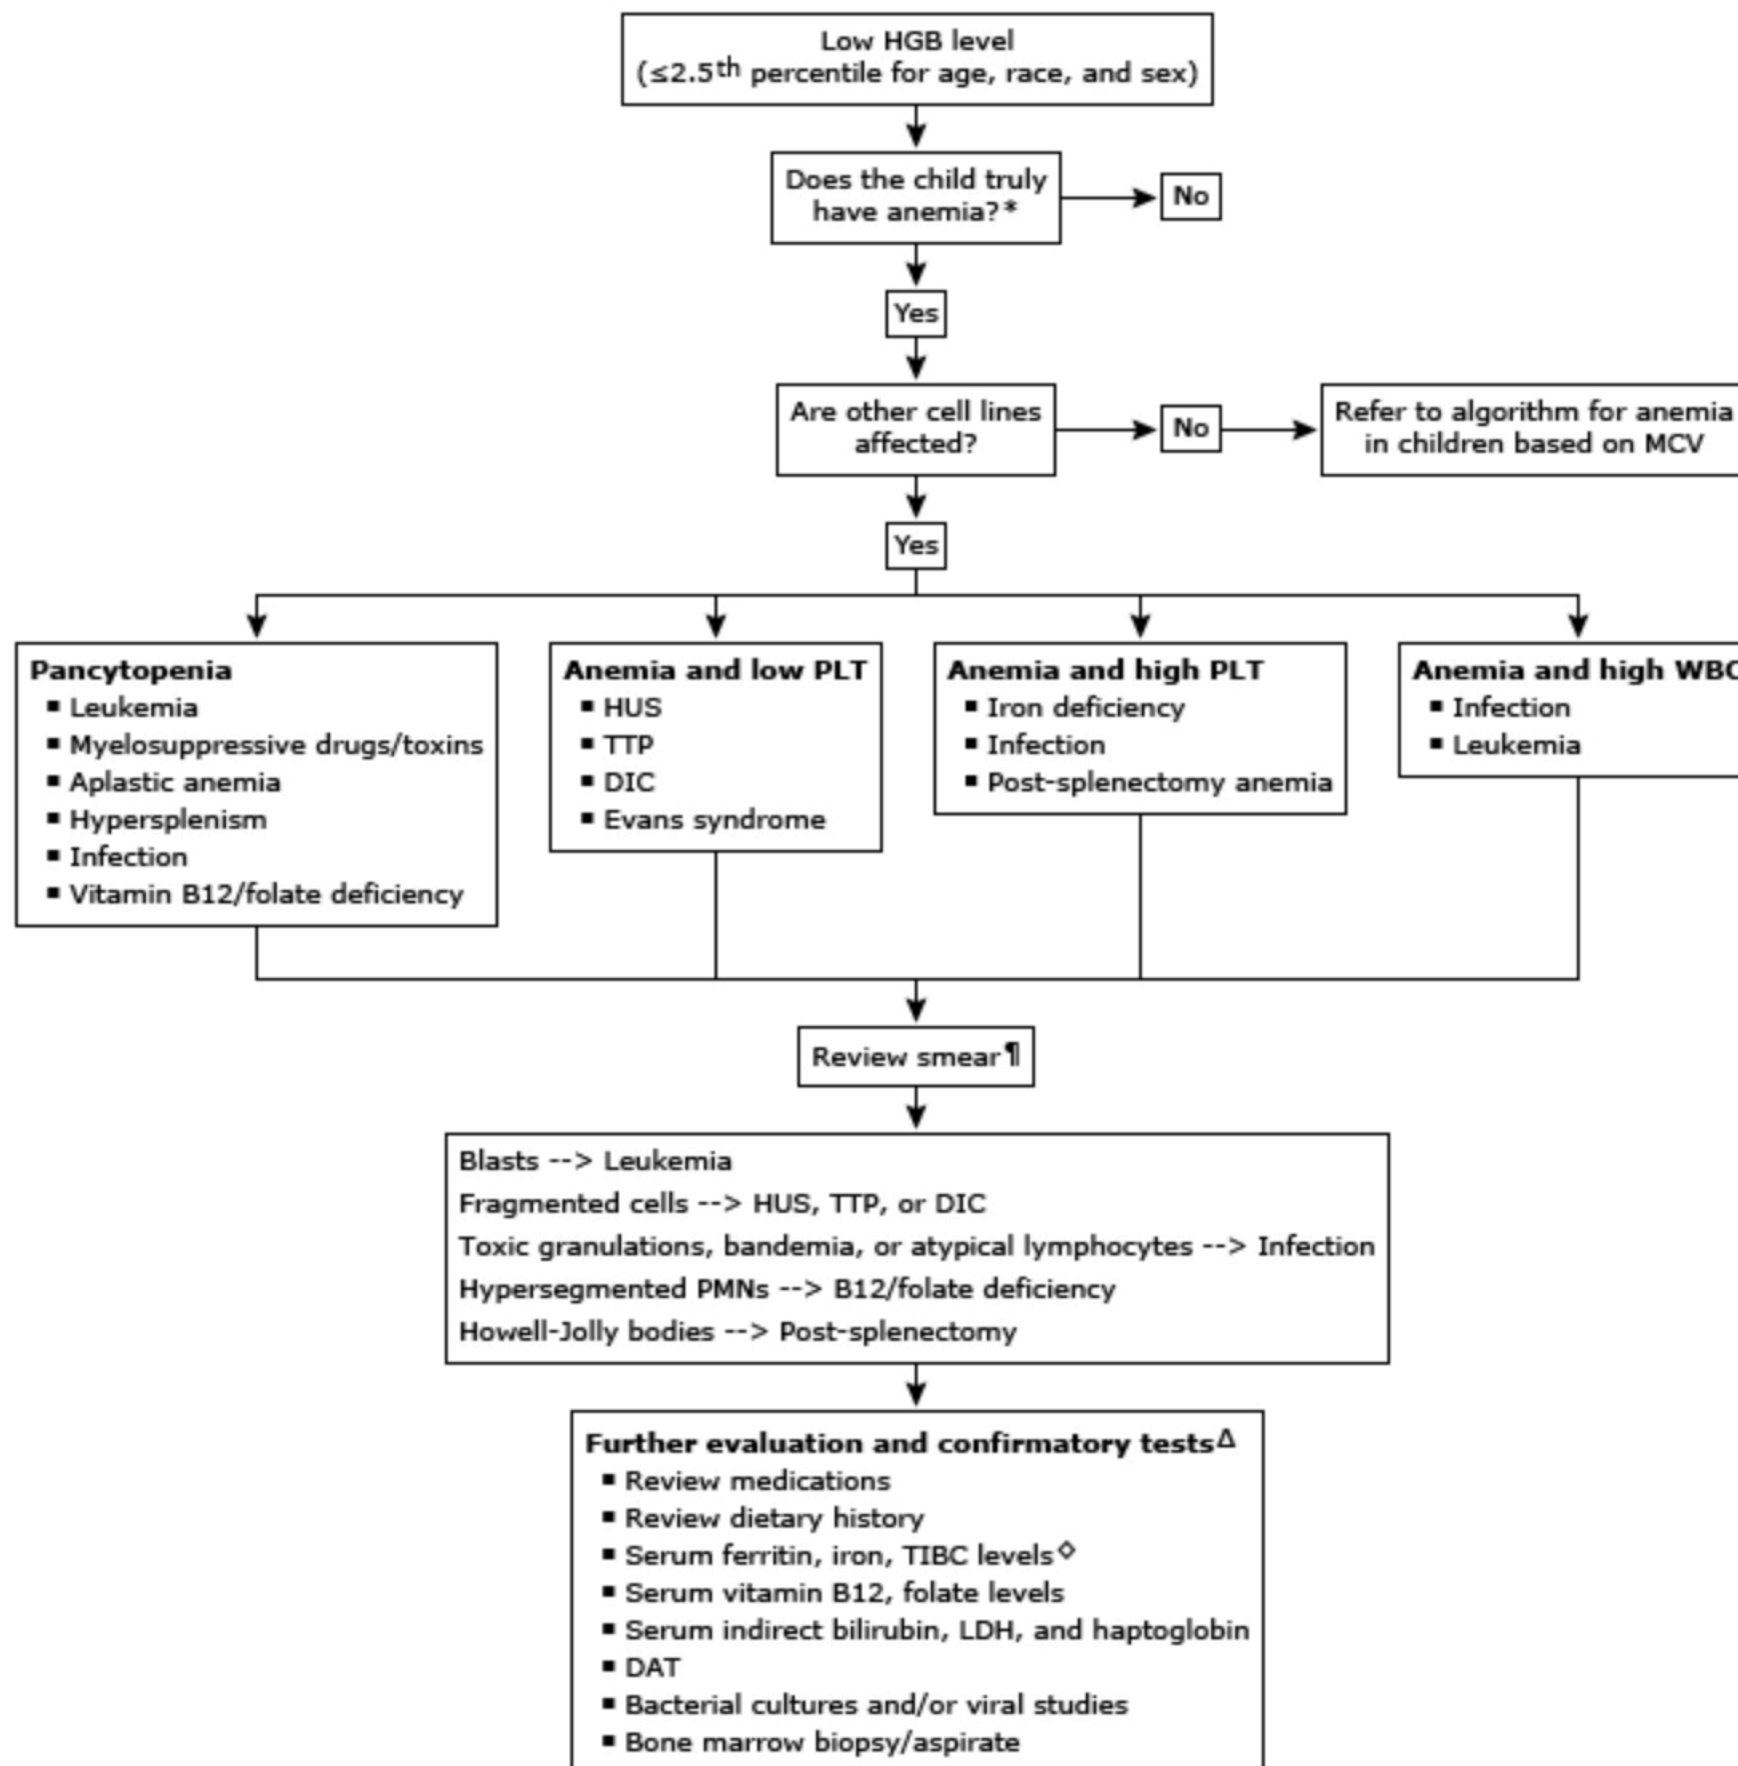 Low HGB level
(≤2.5th percentile for age, race, and sex)
Does the child truly
have anemia?*
No
Yes
Are other cell lines
affected?
No
Refer to algorithm for anemia
in children based on MCV
Yes
Pancytopenia
▪ Leukemia
▪ Myelosuppressive drugs/toxins
▪ Aplastic anemia
▪ Hypersplenism
▪ Infection
▪ Vitamin B12/folate deficiency
Anemia and low PLT
▪ HUS
▪ TTP
▪ DIC
▪ Evans syndrome
Anemia and high PLT
▪ Iron deficiency
▪ Infection
▪ Post-splenectomy anemia
Anemia and high WBC
▪ Infection
▪ Leukemia
Review smear¶
Blasts --> Leukemia
Fragmented cells --> HUS, TTP, or DIC
Toxic granulations, bandemia, or atypical lymphocytes --> Infection
Hypersegmented PMNs --> B12/folate deficiency
Howell-Jolly bodies --> Post-splenectomy
Further evaluation and confirmatory testsΔ
▪ Review medications
▪ Review dietary history
▪ Serum ferritin, iron, TIBC levels◇
▪ Serum vitamin B12, folate levels
▪ Serum indirect bilirubin, LDH, and haptoglobin
▪ DAT
▪ Bacterial cultures and/or viral studies
▪ Bone marrow biopsy/aspirate